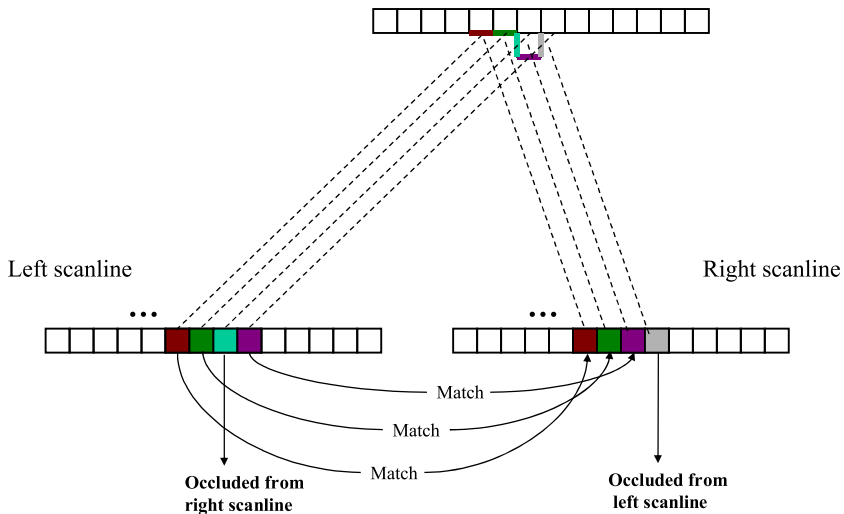 Left scanline
Right scanline
...
...
Match
Match
Match
Occluded from
right scanline
Occluded from
left scanline